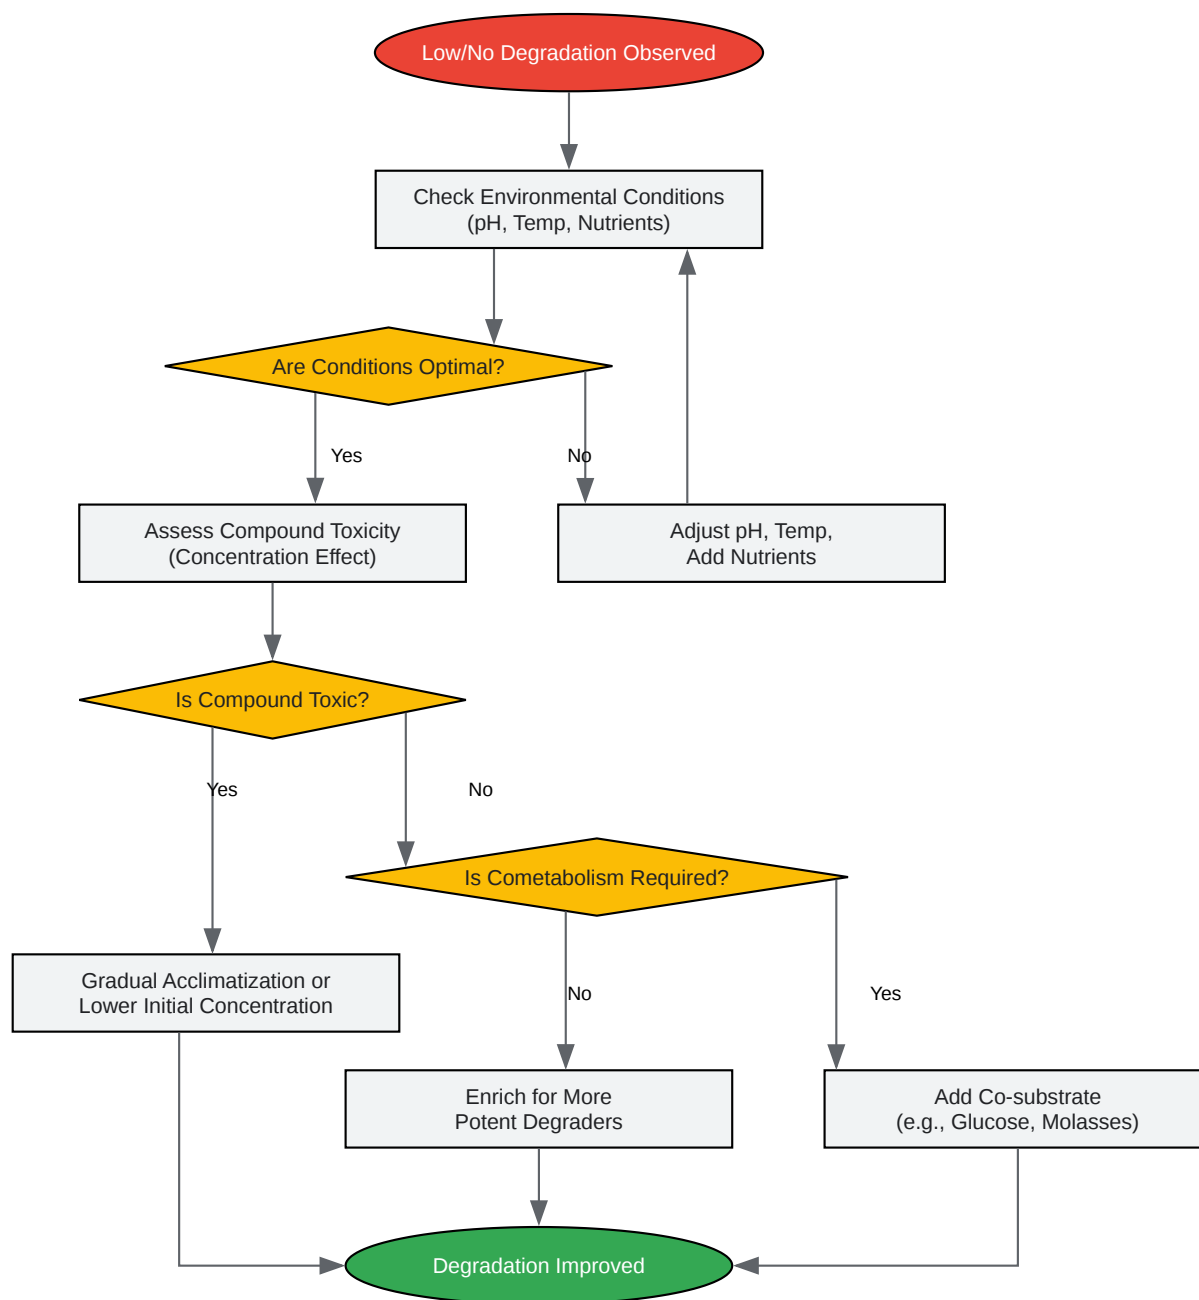 Low/No Degradation Observed
Check Environmental Conditions
(pH, Temp, Nutrients)
Are Conditions Optimal?
Yes
No
Assess Compound Toxicity
(Concentration Effect)
Adjust pH, Temp,
Add Nutrients
Is Compound Toxic?
Yes
No
Is Cometabolism Required?
Gradual Acclimatization or
Lower Initial Concentration
No
Yes
Enrich for More
Potent Degraders
Add Co-substrate
(e.g., Glucose, Molasses)
Degradation Improved